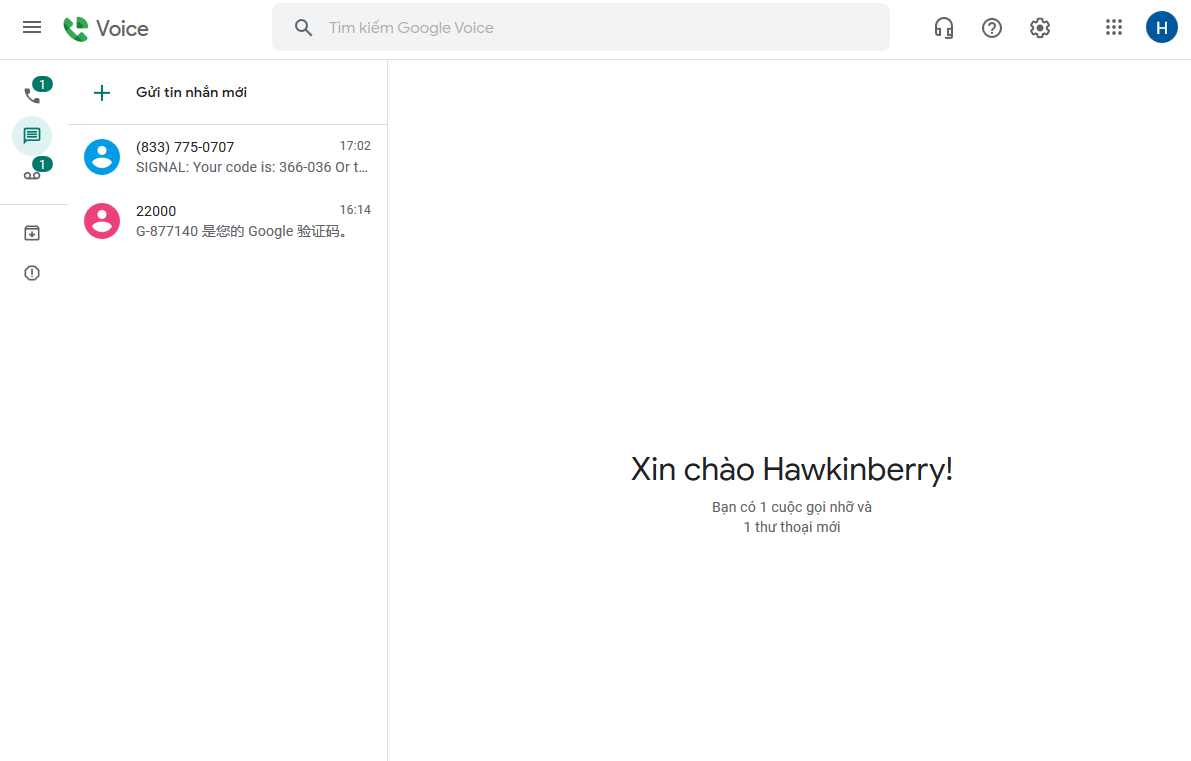 Voice
Tìm kiếm Google Voice
H
1
1
Gửi tin nhắn mới
(833) 775-0707 17:02
SIGNAL: Your code is: 366-036 Or t...
22000 16:14
G-877140 是您的 Google 验证码。
Xin chào Hawkinberry!
Bạn có 1 cuộc gọi nhỡ và
1 thư thoại mới